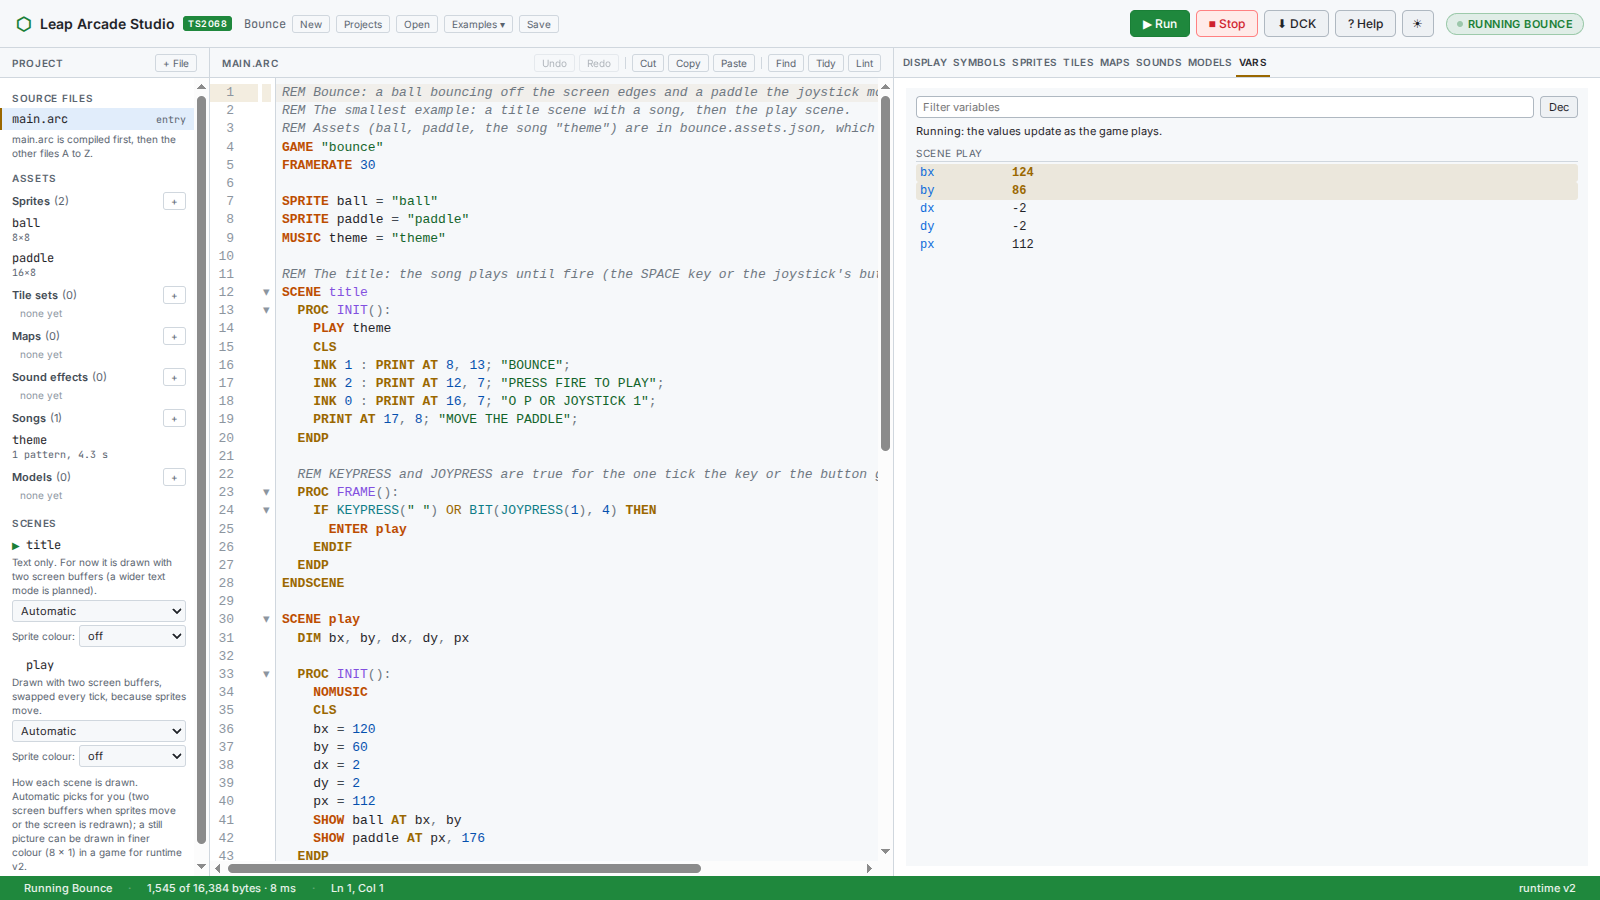 Leap Arcade Studio TS2068 Bounce New Projects Open Examples ▾ Save ▶ Run ■ Stop ⬇ DCK ? Help ☀ RUNNING BOUNCE
PROJECT + File
SOURCE FILES
main.arc entry
main.arc is compiled first, then the
other files A to Z.
ASSETS
Sprites (2) +
ball
8×8
paddle
16×8
Tile sets (0) +
none yet
Maps (0) +
none yet
Sound effects (0) +
none yet
Songs (1) +
theme
1 pattern, 4.3 s
Models (0) +
none yet
SCENES
▶ title
Text only. For now it is drawn with
two screen buffers (a wider text
mode is planned).
Automatic
Sprite colour: off
play
Drawn with two screen buffers,
swapped every tick, because sprites
move.
Automatic
Sprite colour: off
How each scene is drawn.
Automatic picks for you (two
screen buffers when sprites move
or the screen is redrawn); a still
picture can be drawn in finer
colour (8 × 1) in a game for runtime
v2.
MAIN.ARC Undo Redo Cut Copy Paste Find Tidy Lint
1 REM Bounce: a ball bouncing off the screen edges and a paddle the joystick mo
2 REM The smallest example: a title scene with a song, then the play scene.
3 REM Assets (ball, paddle, the song "theme") are in bounce.assets.json, which
4 GAME "bounce"
5 FRAMERATE 30
6
7 SPRITE ball = "ball"
8 SPRITE paddle = "paddle"
9 MUSIC theme = "theme"
10
11 REM The title: the song plays until fire (the SPACE key or the joystick's but
12 ▼ SCENE title
13 ▼ PROC INIT():
14 PLAY theme
15 CLS
16 INK 1 : PRINT AT 8, 13; "BOUNCE";
17 INK 2 : PRINT AT 12, 7; "PRESS FIRE TO PLAY";
18 INK 0 : PRINT AT 16, 7; "O P OR JOYSTICK 1";
19 PRINT AT 17, 8; "MOVE THE PADDLE";
20 ENDP
21
22 REM KEYPRESS and JOYPRESS are true for the one tick the key or the button g
23 ▼ PROC FRAME():
24 ▼ IF KEYPRESS(" ") OR BIT(JOYPRESS(1), 4) THEN
25 ENTER play
26 ENDIF
27 ENDP
28 ENDSCENE
29
30 ▼ SCENE play
31 DIM bx, by, dx, dy, px
32
33 ▼ PROC INIT():
34 NOMUSIC
35 CLS
36 bx = 120
37 by = 60
38 dx = 2
39 dy = 2
40 px = 112
41 SHOW ball AT bx, by
42 SHOW paddle AT px, 176
43 ENDP
DISPLAY SYMBOLS SPRITES TILES MAPS SOUNDS MODELS VARS
Filter variables Dec
Running: the values update as the game plays.
SCENE PLAY
bx 124
by 86
dx -2
dy -2
px 112
Running Bounce · 1,545 of 16,384 bytes · 8 ms · Ln 1, Col 1 runtime v2